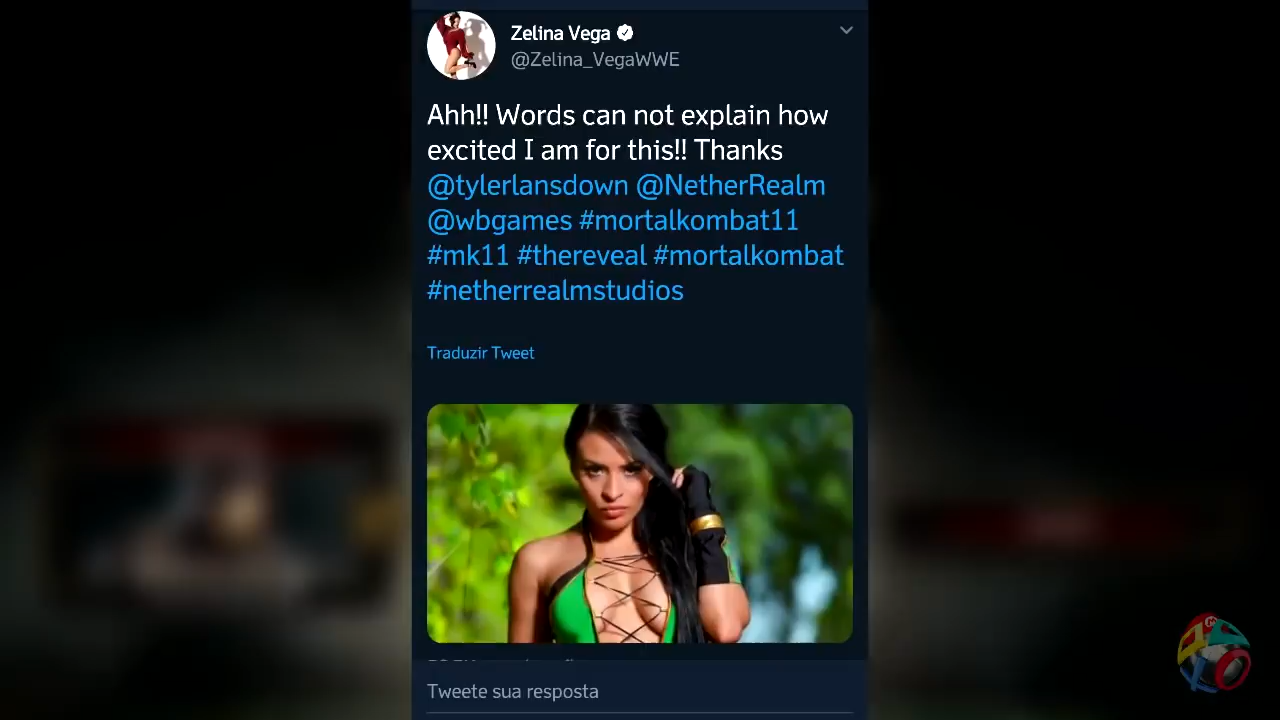 Zelina Vega
@Zelina_VegaWWE
Ahh!! Words can not explain how
excited I am for this!! Thanks
@tylerlansdown @NetherRealm
@wbgames #mortalkombat11
#mk11 #thereveal #mortalkombat
#netherrealmstudios
Traduzir Tweet
Tweete sua resposta